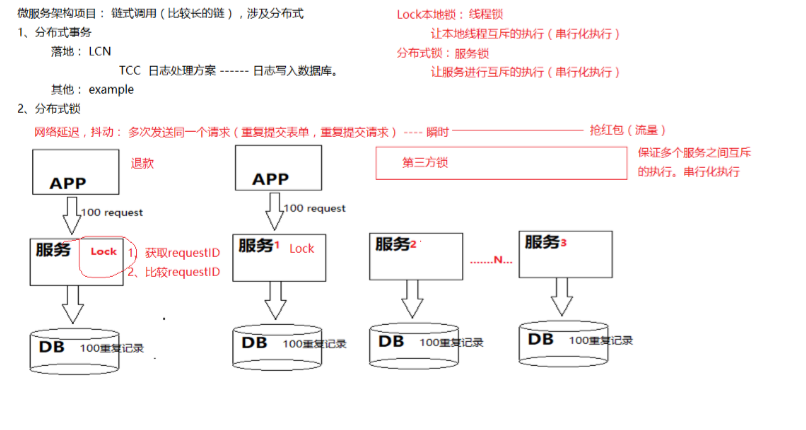 微服务架构项目： 链式调用（比较长的链），涉及分布式
1、分布式事务
落地： LCN
TCC 日志处理方案 ------ 日志写入数据库。
其他： example
2、分布式锁
Lock本地锁： 线程锁
让本地线程互斥的执行（串行化执行）
分布式锁： 服务锁
让服务进行互斥的执行（串行化执行）
网络延迟，抖动： 多次发送同一个请求（重复提交表单，重复提交请求） ---- 瞬时
抢红包（流量）
APP
退款
100 request
服务
Lock
1、获取requestID
2、比较requestID
DB
100重复记录
APP
100 request
服务1
Lock
DB
100重复记录
第三方锁
保证多个服务之间互斥
的执行。串行化执行
服务2
DB
100重复记录
.......N...
服务3
DB
100重复记录